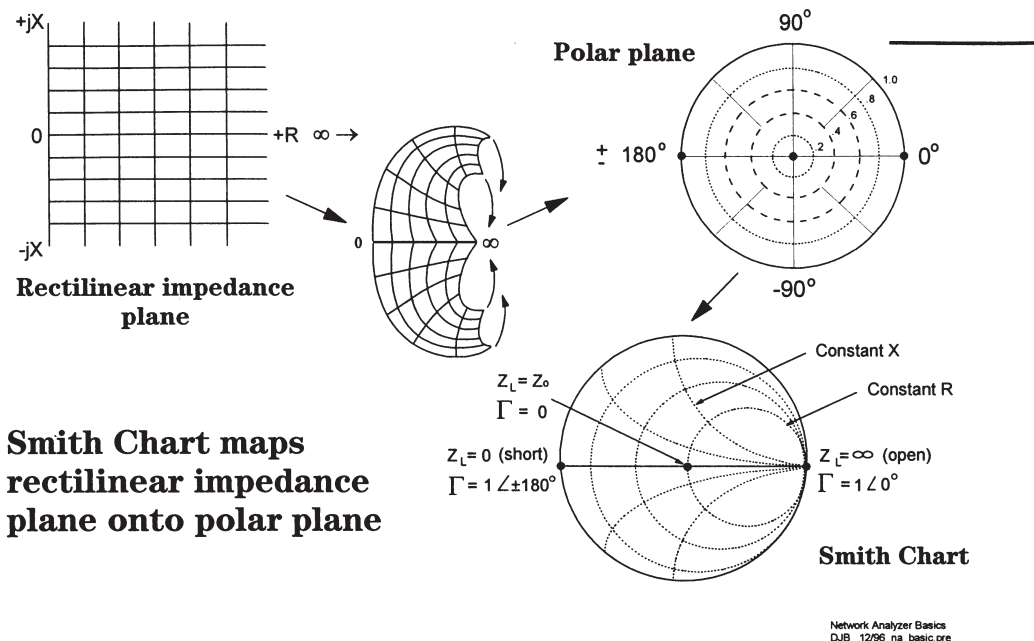 +jX
0
+R ∞ →
-jX
Rectilinear impedance
plane
0
∞
Polar plane
90°
1.0
.8
.6
.4
.2
± 180°
0°
-90°
Constant X
Constant R
Z_L = Z₀
Γ = 0
Z_L = 0 (short)
Γ = 1 ∠±180°
Z_L = ∞ (open)
Γ = 1 ∠ 0°
Smith Chart
Smith Chart maps
rectilinear impedance
plane onto polar plane
Network Analyzer Basics
DJB 12/96 na_basic.pre